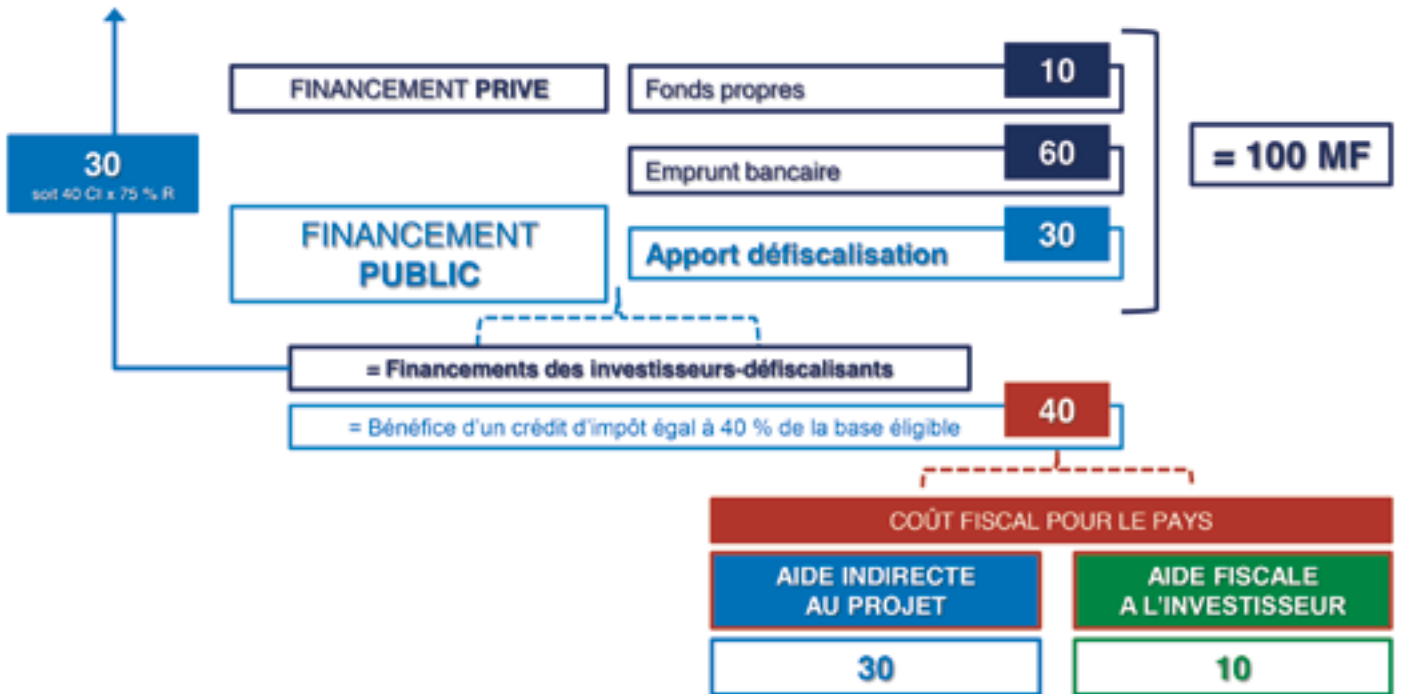 FINANCEMENT PRIVE
Fonds propres
10
30
soit 40 CI x 75 % R
Emprunt bancaire
60
= 100 MF
FINANCEMENT
PUBLIC
Apport défiscalisation
30
= Financements des investisseurs-défiscalisants
= Bénéfice d'un crédit d'impôt égal à 40 % de la base éligible
40
COÛT FISCAL POUR LE PAYS
AIDE INDIRECTE
AU PROJET
AIDE FISCALE
A L'INVESTISSEUR
30
10